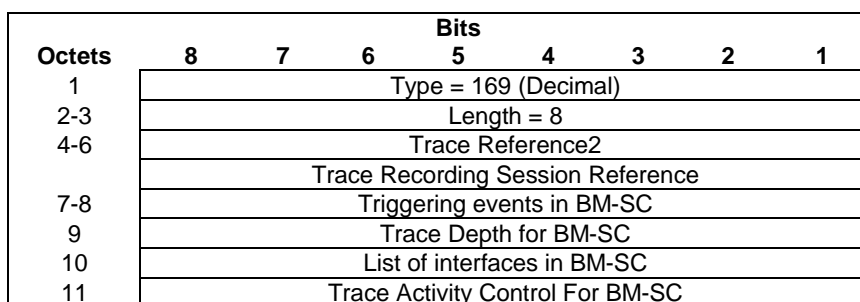 Bits
Octets 8 7 6 5 4 3 2 1
1 Type = 169 (Decimal)
2-3 Length = 8
4-6 Trace Reference2
Trace Recording Session Reference
7-8 Triggering events in BM-SC
9 Trace Depth for BM-SC
10 List of interfaces in BM-SC
11 Trace Activity Control For BM-SC